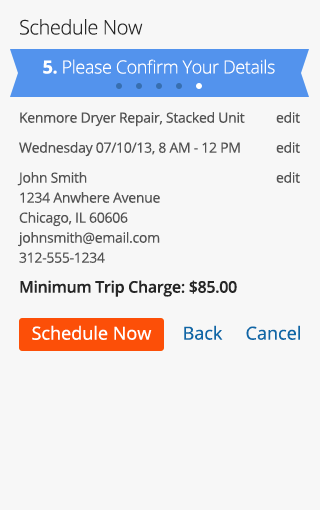 Schedule Now
5. Please Confirm Your Details
Kenmore Dryer Repair, Stacked Unit edit
Wednesday 07/10/13, 8 AM - 12 PM edit
John Smith edit
1234 Anwhere Avenue
Chicago, IL 60606
johnsmith@email.com
312-555-1234
Minimum Trip Charge: $85.00
Schedule Now Back Cancel